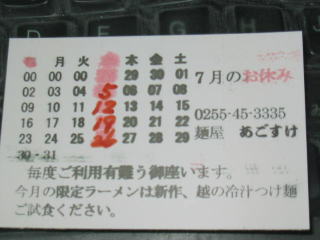 月 火 木 金 土
00 00 00 29 30 01
02 03 04 5 06 07 08
09 10 11 12 13 14 15
16 17 18 19 20 21 22
23 24 25 26 27 28 29
30 31
7月のお休み
0255-45-3335
麺屋 あごすけ
毎度ご利用有難う御座います。
今月の限定ラーメンは新作、越の冷汁つけ麺
ご試食ください。